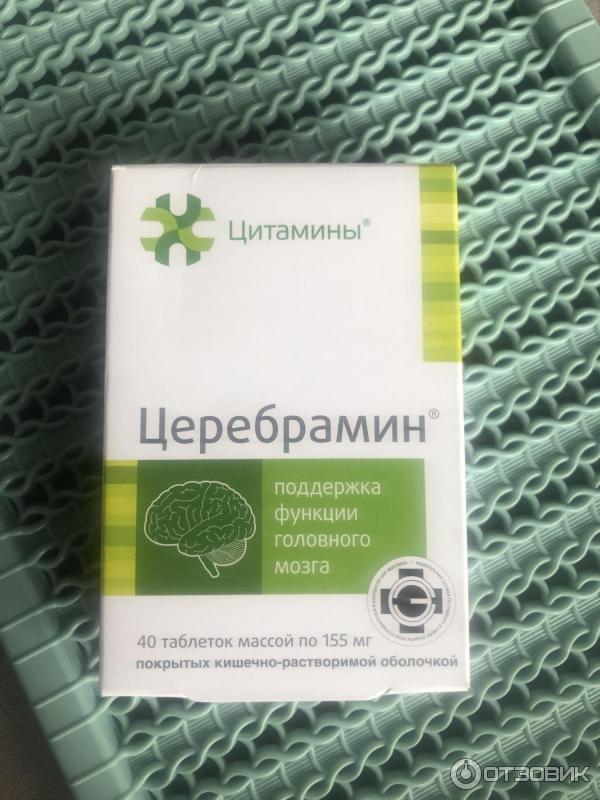 Цитамины®
Церебрамин®
поддержка
функции
головного
мозга
40 таблеток массой по 155 мг
покрытых кишечно-растворимой оболочкой
ОТЗОВИК